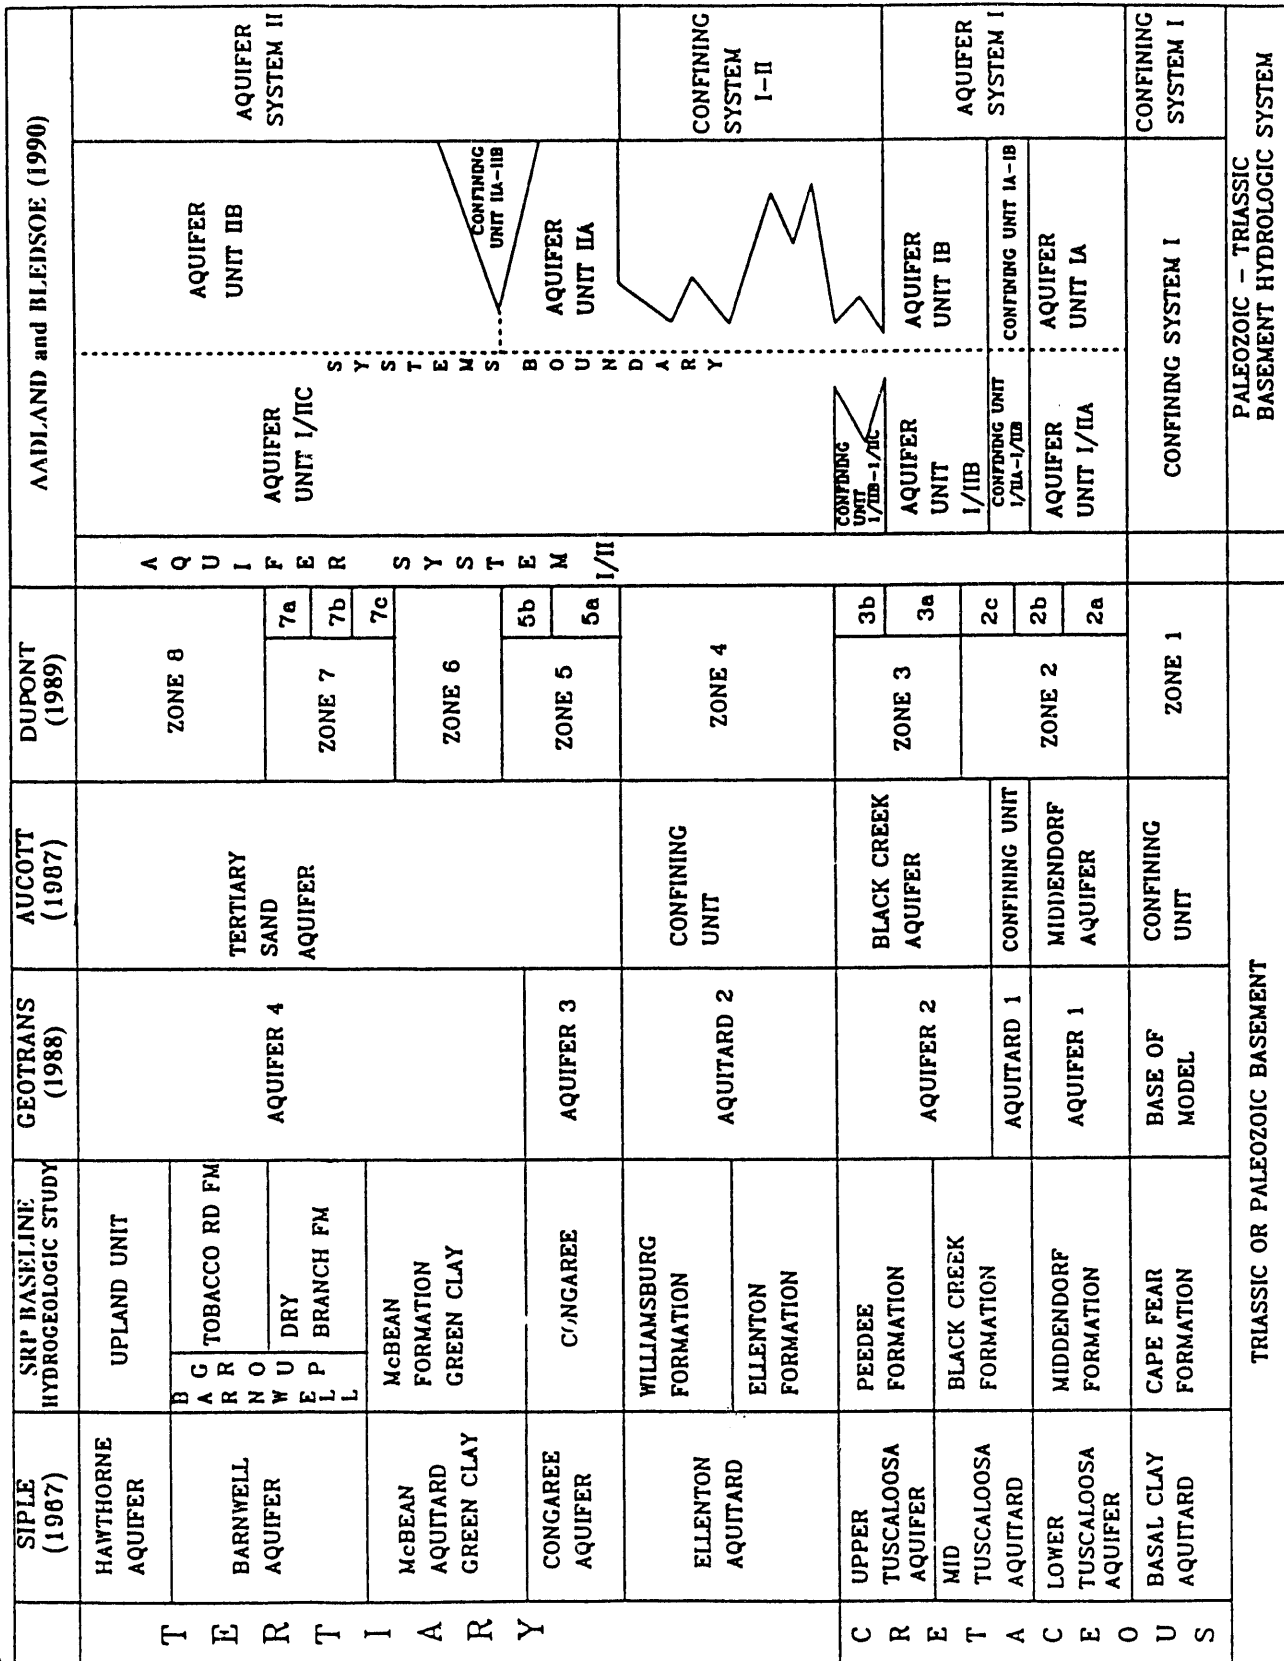 SIPLE
(1967)
SRP BASELINE
HYDROGEOLOGIC STUDY
GEOTRANS
(1988)
AUCOTT
(1987)
DUPONT
(1989)
AADLAND and BLEDSOE (1990)
TERTIARY
CRETACEOUS
HAWTHORNE
AQUIFER
BARNWELL
AQUIFER
McBEAN
AQUITARD
GREEN CLAY
CONGAREE
AQUIFER
ELLENTON
AQUITARD
UPPER
TUSCALOOSA
AQUIFER
MID
TUSCALOOSA
AQUITARD
LOWER
TUSCALOOSA
AQUIFER
BASAL CLAY
AQUITARD
UPLAND UNIT
BARNWELL
GROUP
TOBACCO RD FM
DRY
BRANCH FM
McBEAN
FORMATION
GREEN CLAY
CONGAREE
WILLIAMSBURG
FORMATION
ELLENTON
FORMATION
PEEDEE
FORMATION
BLACK CREEK
FORMATION
MIDDENDORF
FORMATION
CAPE FEAR
FORMATION
AQUIFER 4
AQUIFER 3
AQUITARD 2
AQUIFER 2
AQUITARD 1
AQUIFER 1
BASE OF
MODEL
TERTIARY
SAND
AQUIFER
CONFINING
UNIT
BLACK CREEK
AQUIFER
CONFINING UNIT
MIDDENDORF
AQUIFER
CONFINING
UNIT
ZONE 8
ZONE 7
7a
7b
7c
ZONE 6
ZONE 5
5b
5a
ZONE 4
ZONE 3
3b
3a
ZONE 2
2c
2b
2a
ZONE 1
AQUIFER SYSTEM I/II
AQUIFER
UNIT I/IIC
CONFINING
UNIT
I/IIB-I/IIC
AQUIFER
UNIT
I/IIB
CONFINING UNIT
I/IIA-I/IIB
AQUIFER
UNIT I/IIA
SYSTEMS BOUNDARY
AQUIFER
UNIT IIB
CONFINING
UNIT IIA-IIB
AQUIFER
UNIT IIA
AQUIFER
UNIT IB
CONFINING UNIT IA-IB
AQUIFER
UNIT IA
CONFINING SYSTEM I
AQUIFER
SYSTEM II
CONFINING
SYSTEM
I-II
AQUIFER
SYSTEM I
CONFINING
SYSTEM I
TRIASSIC OR PALEOZOIC BASEMENT
PALEOZOIC - TRIASSIC
BASEMENT HYDROLOGIC SYSTEM